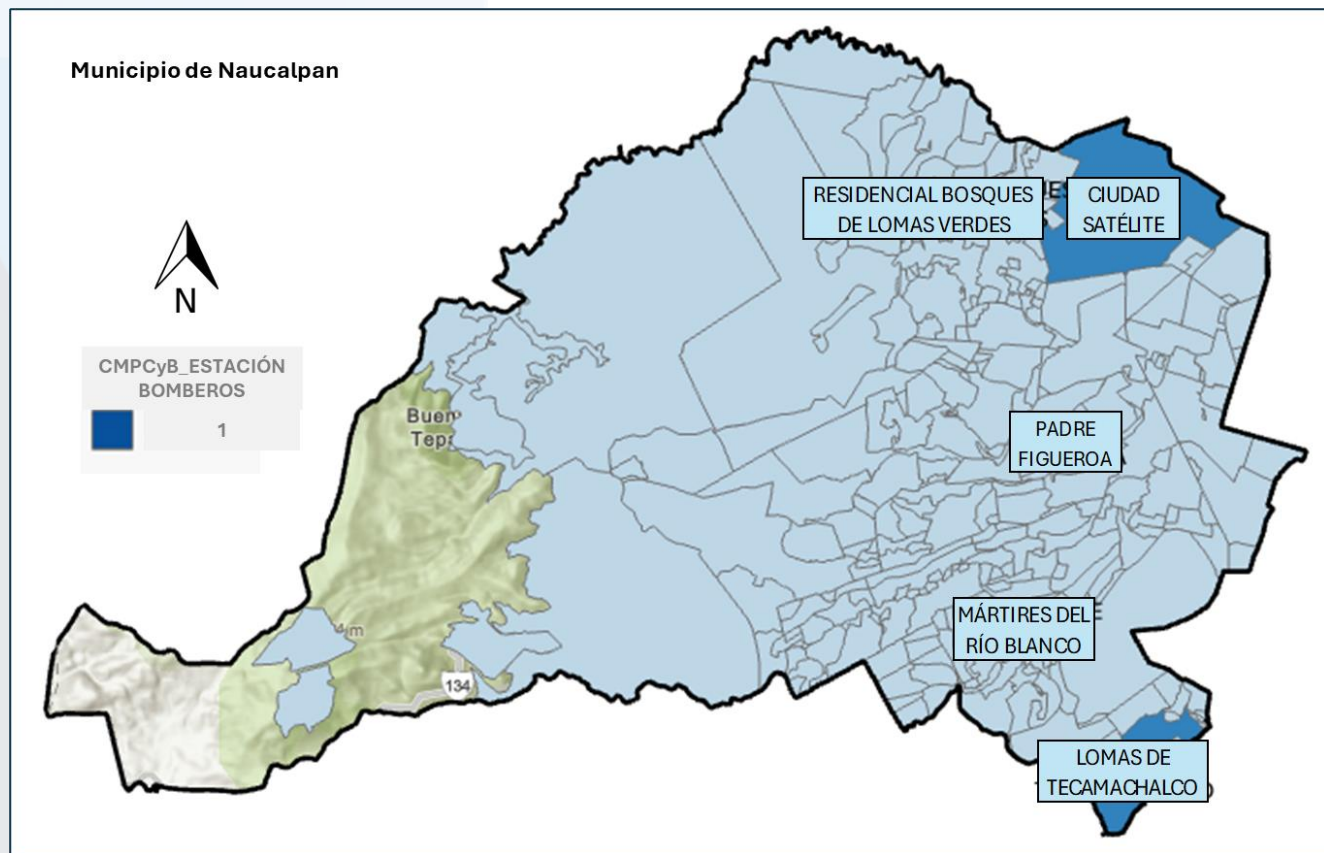 Municipio de Naucalpan
RESIDENCIAL BOSQUES
DE LOMAS VERDES
CIUDAD
SATÉLITE
N
CMPCyB_ESTACIÓN
BOMBEROS
1
PADRE
FIGUEROA
MÁRTIRES DEL
RÍO BLANCO
134
LOMAS DE
TECAMACHALCO